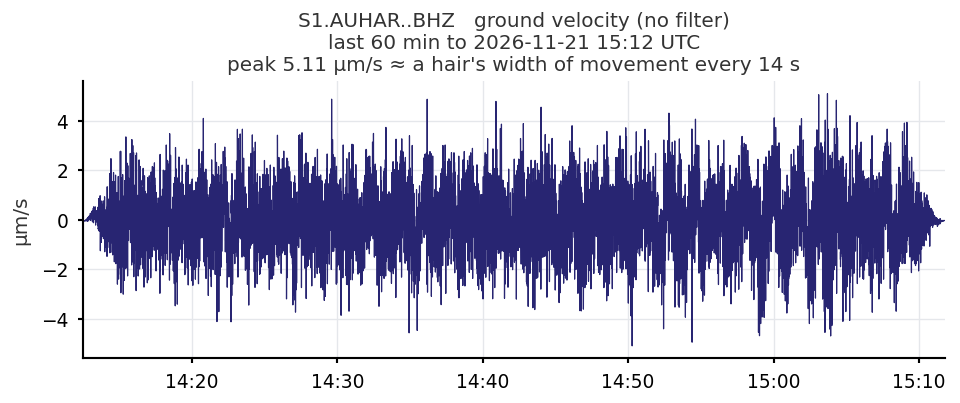 S1.AUHAR..BHZ   ground velocity (no filter)
last 60 min to 2026-11-21 15:12 UTC
peak 5.11 µm/s ≈ a hair's width of movement every 14 s
µm/s
4
2
0
−2
−4
14:20
14:30
14:40
14:50
15:00
15:10